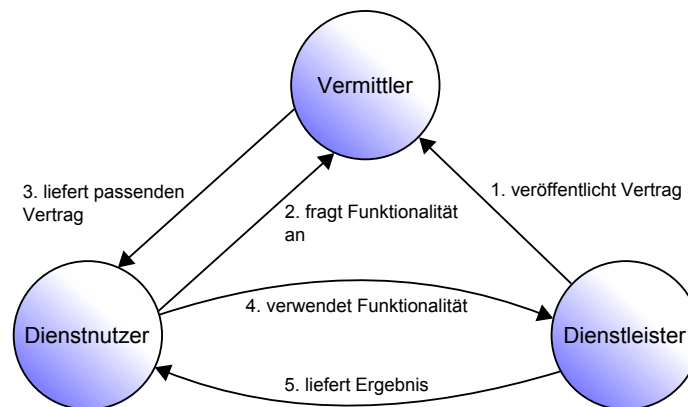 Vermittler
1. veröffentlicht Vertrag
3. liefert passenden
Vertrag
2. fragt Funktionalität
an
Dienstnutzer
4. verwendet Funktionalität
Dienstleister
5. liefert Ergebnis